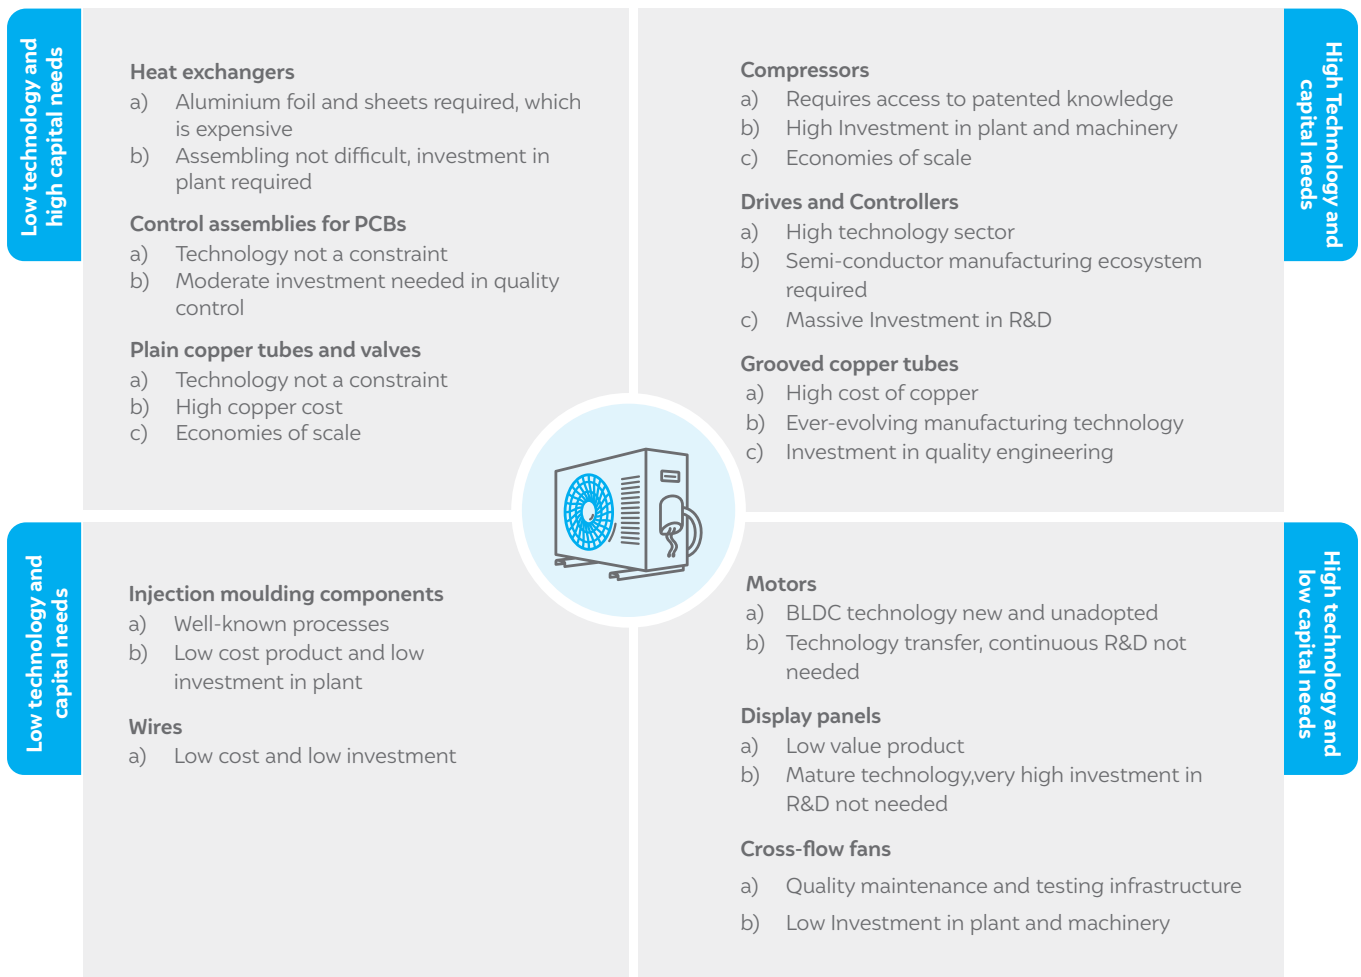 Low technology and
high capital needs
Heat exchangers
a) Aluminium foil and sheets required, which
is expensive
b) Assembling not difficult, investment in
plant required
Control assemblies for PCBs
a) Technology not a constraint
b) Moderate investment needed in quality
control
Plain copper tubes and valves
a) Technology not a constraint
b) High copper cost
c) Economies of scale
High Technology and
capital needs
Compressors
a) Requires access to patented knowledge
b) High Investment in plant and machinery
c) Economies of scale
Drives and Controllers
a) High technology sector
b) Semi-conductor manufacturing ecosystem
required
c) Massive Investment in R&D
Grooved copper tubes
a) High cost of copper
b) Ever-evolving manufacturing technology
c) Investment in quality engineering
Low technology and
capital needs
Injection moulding components
a) Well-known processes
b) Low cost product and low
investment in plant
Wires
a) Low cost and low investment
High technology and
low capital needs
Motors
a) BLDC technology new and unadopted
b) Technology transfer, continuous R&D not
needed
Display panels
a) Low value product
b) Mature technology,very high investment in
R&D not needed
Cross-flow fans
a) Quality maintenance and testing infrastructure
b) Low Investment in plant and machinery